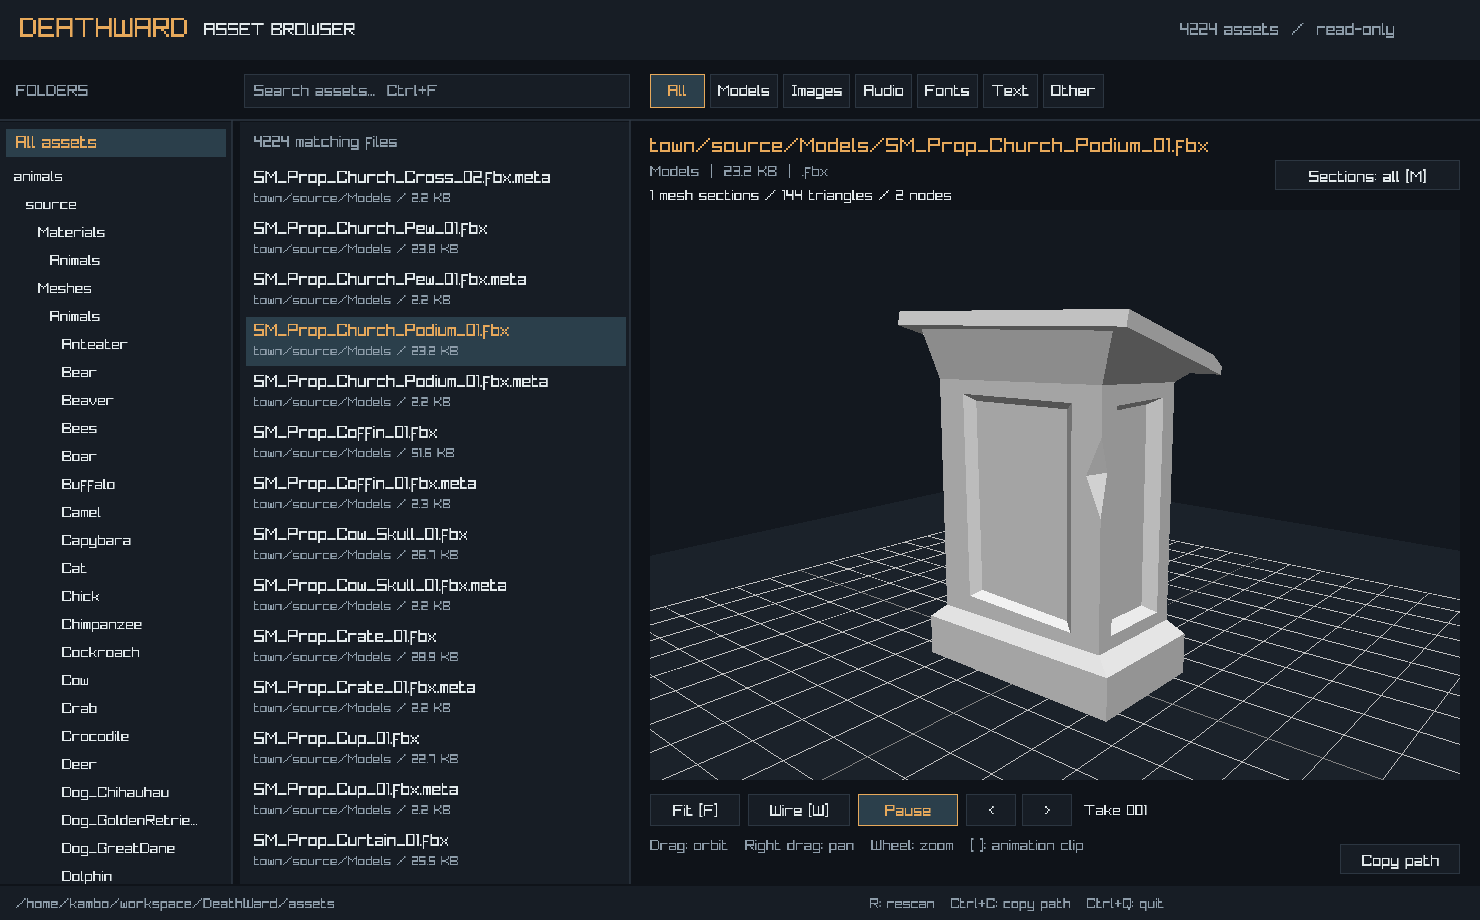 DEATHWARD ASSET BROWSER
4224 assets / read-only
FOLDERS
Search assets... Ctrl+F
All Models Images Audio Fonts Text Other
All assets
animals
source
Materials
Animals
Meshes
Animals
Anteater
Bear
Beaver
Bees
Boar
Buffalo
Camel
Capybara
Cat
Chick
Chimpanzee
Cockroach
Cow
Crab
Crocodile
Deer
Dog_Chihauhau
Dog_GoldenRetrie...
Dog_GreatDane
Dolphin
4224 matching files
SM_Prop_Church_Cross_02.fbx.meta
town/source/Models / 2.2 KB
SM_Prop_Church_Pew_01.fbx
town/source/Models / 23.8 KB
SM_Prop_Church_Pew_01.fbx.meta
town/source/Models / 2.2 KB
SM_Prop_Church_Podium_01.fbx
town/source/Models / 23.2 KB
SM_Prop_Church_Podium_01.fbx.meta
town/source/Models / 2.2 KB
SM_Prop_Coffin_01.fbx
town/source/Models / 51.6 KB
SM_Prop_Coffin_01.fbx.meta
town/source/Models / 2.3 KB
SM_Prop_Cow_Skull_01.fbx
town/source/Models / 26.7 KB
SM_Prop_Cow_Skull_01.fbx.meta
town/source/Models / 2.2 KB
SM_Prop_Crate_01.fbx
town/source/Models / 28.9 KB
SM_Prop_Crate_01.fbx.meta
town/source/Models / 2.2 KB
SM_Prop_Cup_01.fbx
town/source/Models / 22.7 KB
SM_Prop_Cup_01.fbx.meta
town/source/Models / 2.2 KB
SM_Prop_Curtain_01.fbx
town/source/Models / 25.5 KB
town/source/Models/SM_Prop_Church_Podium_01.fbx
Models | 23.2 KB | .fbx
1 mesh sections / 144 triangles / 2 nodes
Sections: all [M]
Fit [F] Wire [W] Pause < > Take 001
Drag: orbit Right drag: pan Wheel: zoom [ ]: animation clip
Copy path
/home/kambo/workspace/DeathWard/assets
R: rescan Ctrl+C: copy path Ctrl+Q: quit